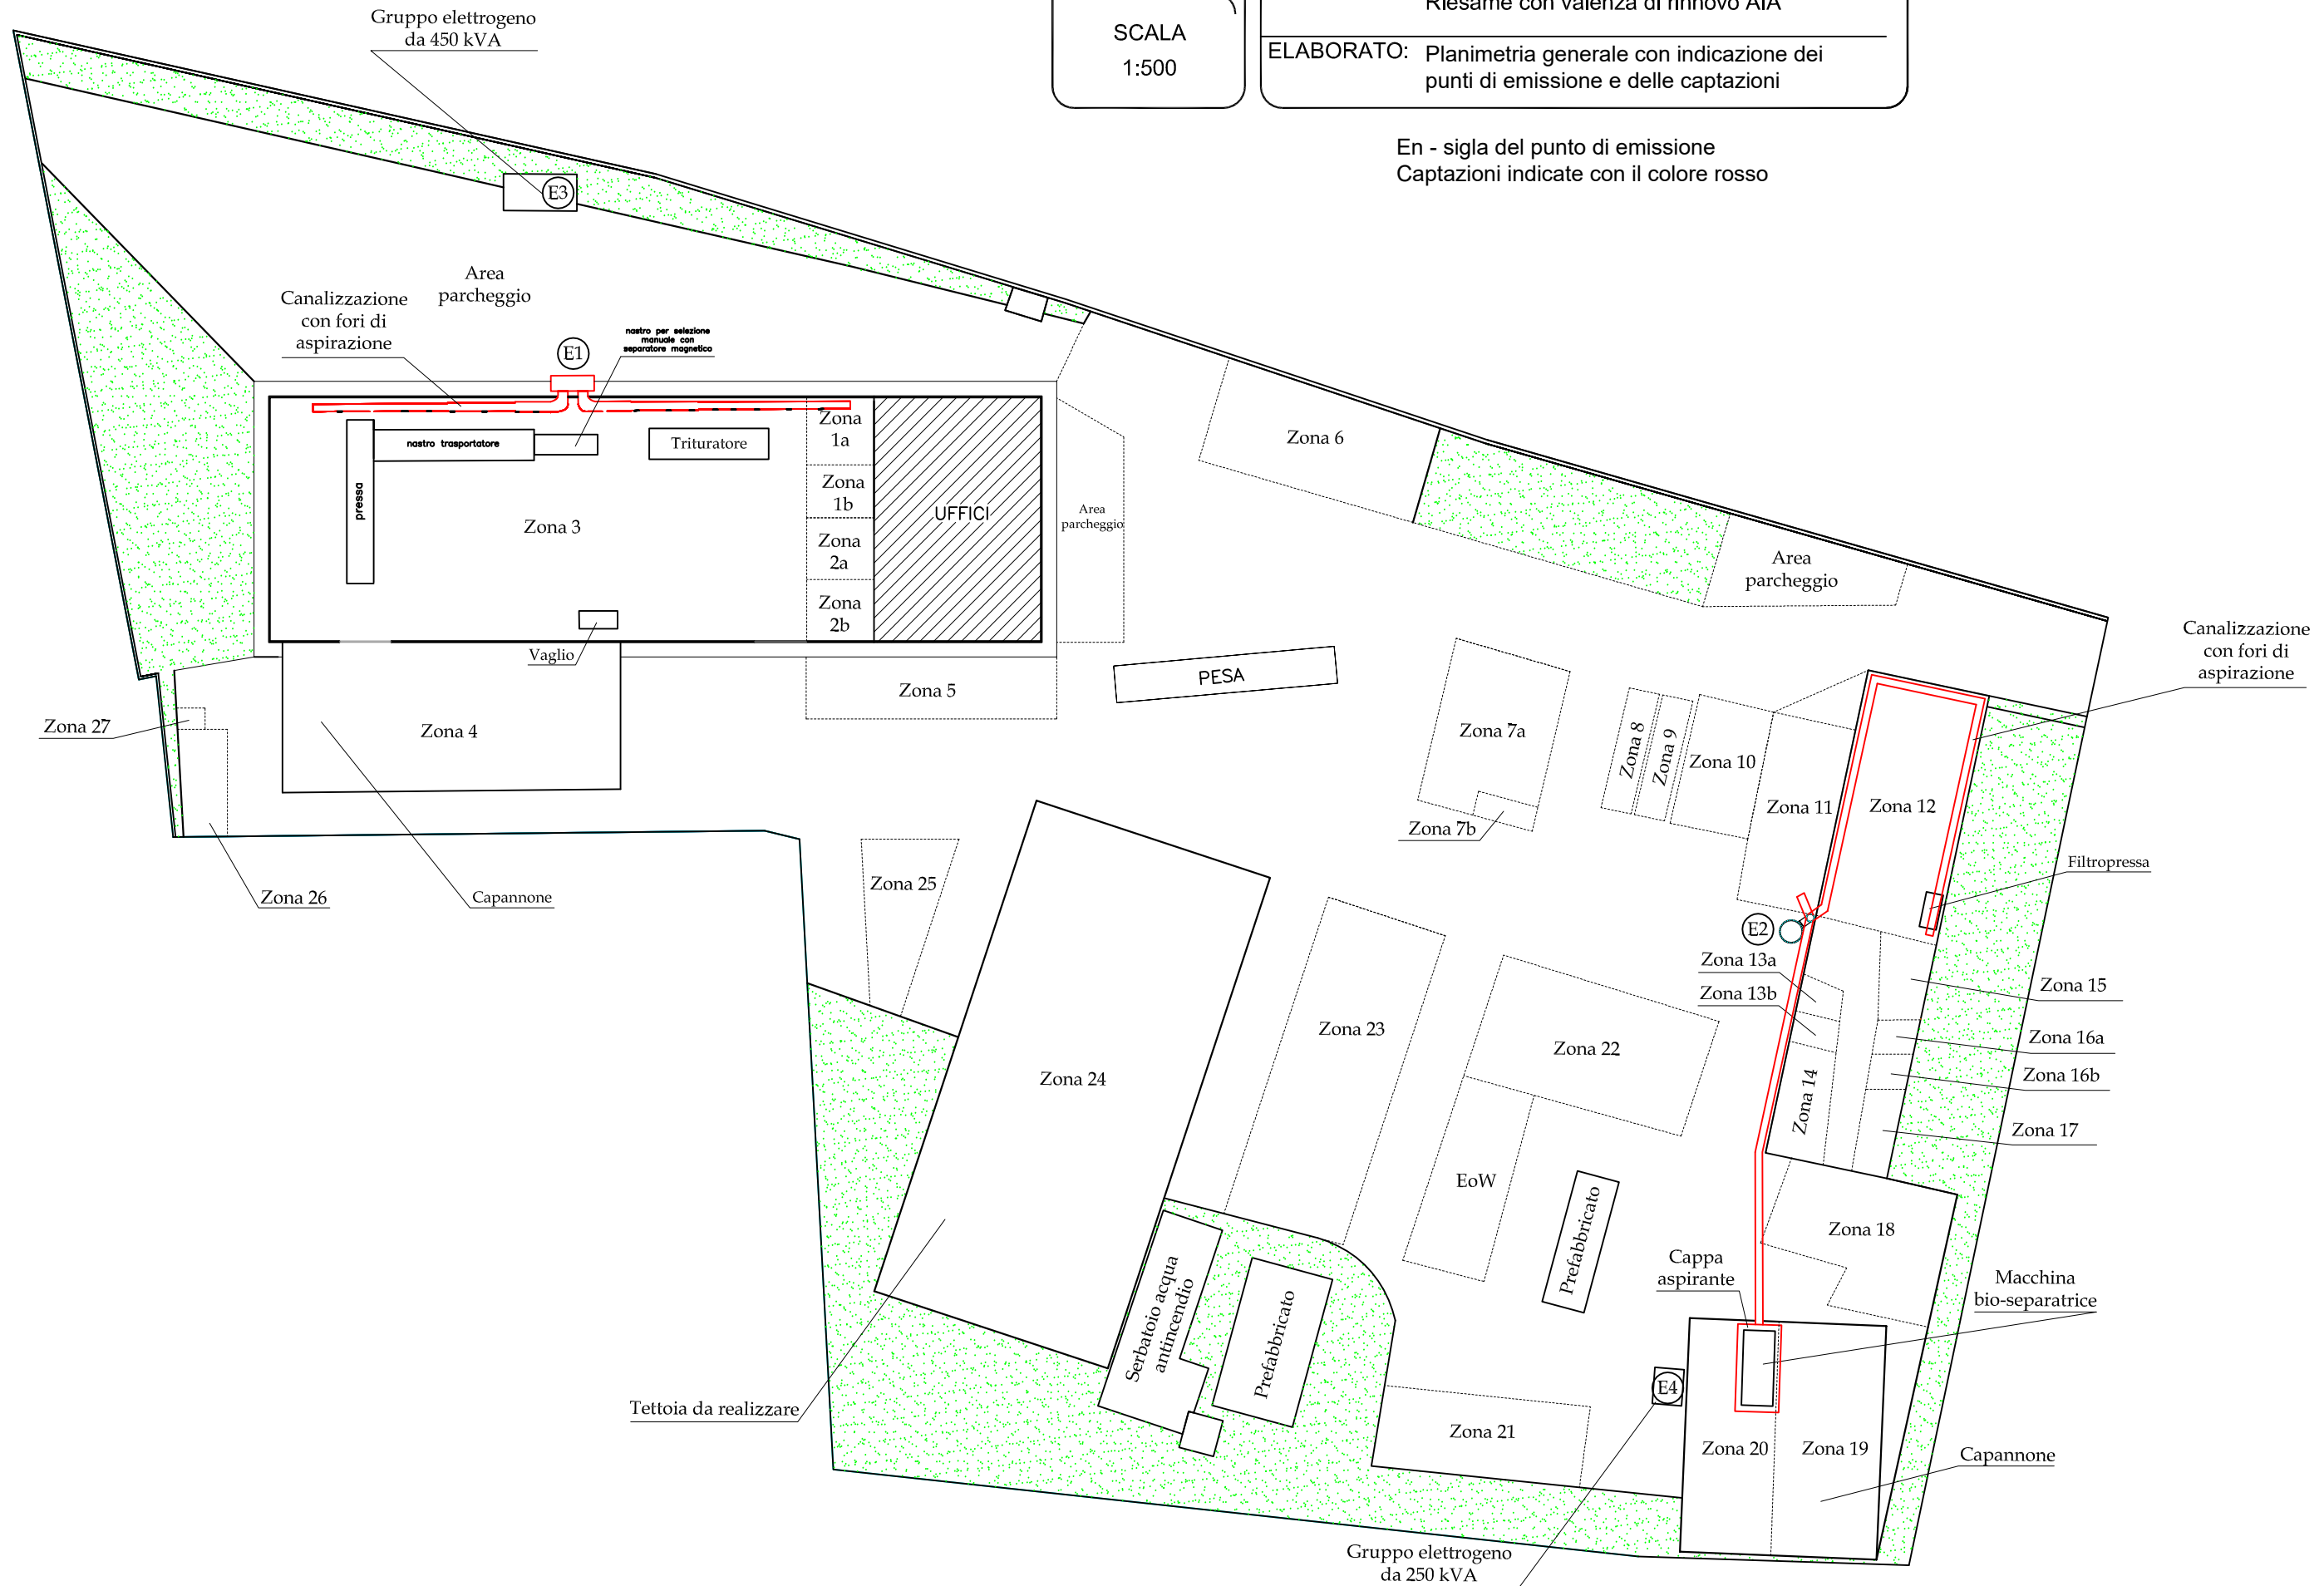 Riesame con valenza di rinnovo AIA
SCALA
1:500
ELABORATO: Planimetria generale con indicazione dei
punti di emissione e delle captazioni
En - sigla del punto di emissione
Captazioni indicate con il colore rosso
Gruppo elettrogeno
da 450 kVA
E3
Area
parcheggio
Canalizzazione
con fori di
aspirazione
E1
nastro per selezione
manuale con
separatore magnetico
nastro trasportatore
Trituratore
pressa
Zona 3
Zona
1a
Zona
1b
Zona
2a
Zona
2b
UFFICI
Area
parcheggio
Vaglio
Zona 4
Zona 5
Zona 27
Zona 26
Capannone
PESA
Zona 6
Area
parcheggio
Canalizzazione
con fori di
aspirazione
Zona 7a
Zona 7b
Zona 8
Zona 9
Zona 10
Zona 11
Zona 12
Filtropressa
E2
Zona 13a
Zona 13b
Zona 14
Zona 15
Zona 16a
Zona 16b
Zona 17
Zona 18
Zona 25
Zona 24
Zona 23
Zona 22
EoW
Prefabbricato
Cappa
aspirante
Macchina
bio-separatrice
Serbatoio acqua
antincendio
Prefabbricato
Tettoia da realizzare
E4
Zona 21
Zona 20
Zona 19
Capannone
Gruppo elettrogeno
da 250 kVA